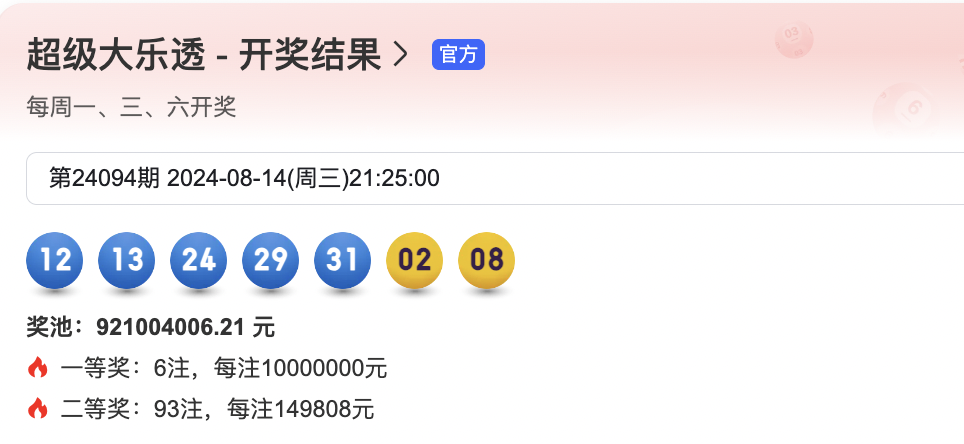 超级大乐透 - 开奖结果 > 官方
每周一、三、六开奖
第24094期 2024-08-14(周三)21:25:00
12 13 24 29 31 02 08
奖池：921004006.21 元
一等奖：6注，每注10000000元
二等奖：93注，每注149808元
03
6